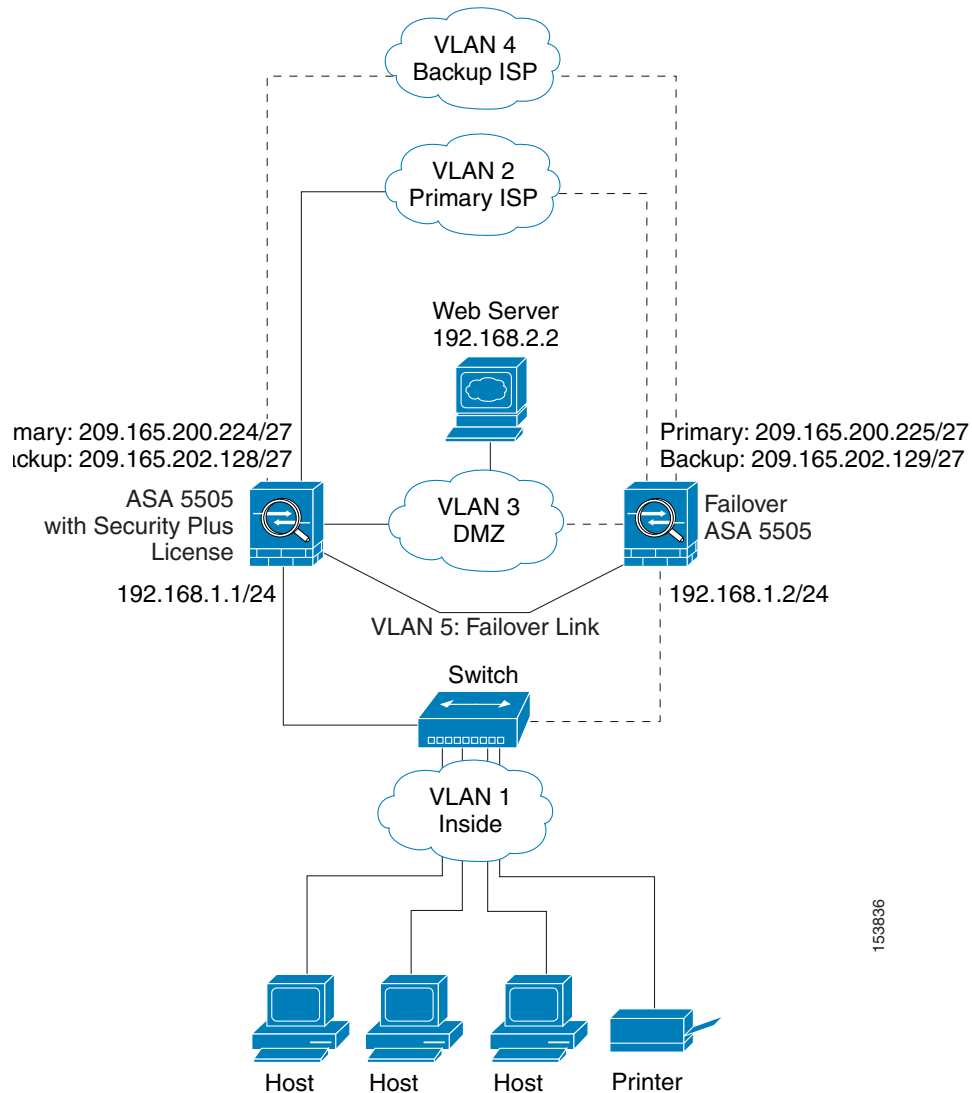 VLAN 4
Backup ISP
VLAN 2
Primary ISP
Web Server
192.168.2.2
mary: 209.165.200.224/27
ckup: 209.165.202.128/27
Primary: 209.165.200.225/27
Backup: 209.165.202.129/27
ASA 5505
with Security Plus
License
VLAN 3
DMZ
Failover
ASA 5505
192.168.1.1/24
192.168.1.2/24
VLAN 5: Failover Link
Switch
VLAN 1
Inside
153836
Host
Host
Host
Printer